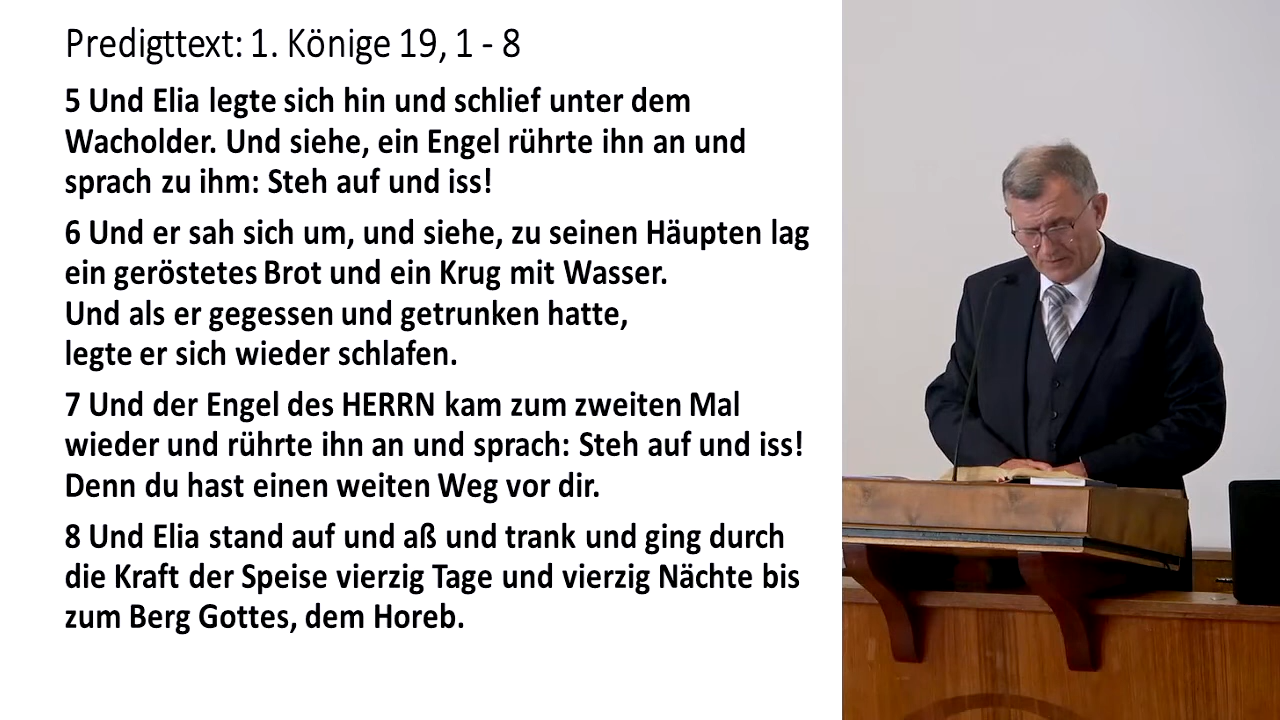 Predigttext: 1. Könige 19, 1 - 8
5 Und Elia legte sich hin und schlief unter dem
Wacholder. Und siehe, ein Engel rührte ihn an und
sprach zu ihm: Steh auf und iss!
6 Und er sah sich um, und siehe, zu seinen Häupten lag
ein geröstetes Brot und ein Krug mit Wasser.
Und als er gegessen und getrunken hatte,
legte er sich wieder schlafen.
7 Und der Engel des HERRN kam zum zweiten Mal
wieder und rührte ihn an und sprach: Steh auf und iss!
Denn du hast einen weiten Weg vor dir.
8 Und Elia stand auf und aß und trank und ging durch
die Kraft der Speise vierzig Tage und vierzig Nächte bis
zum Berg Gottes, dem Horeb.